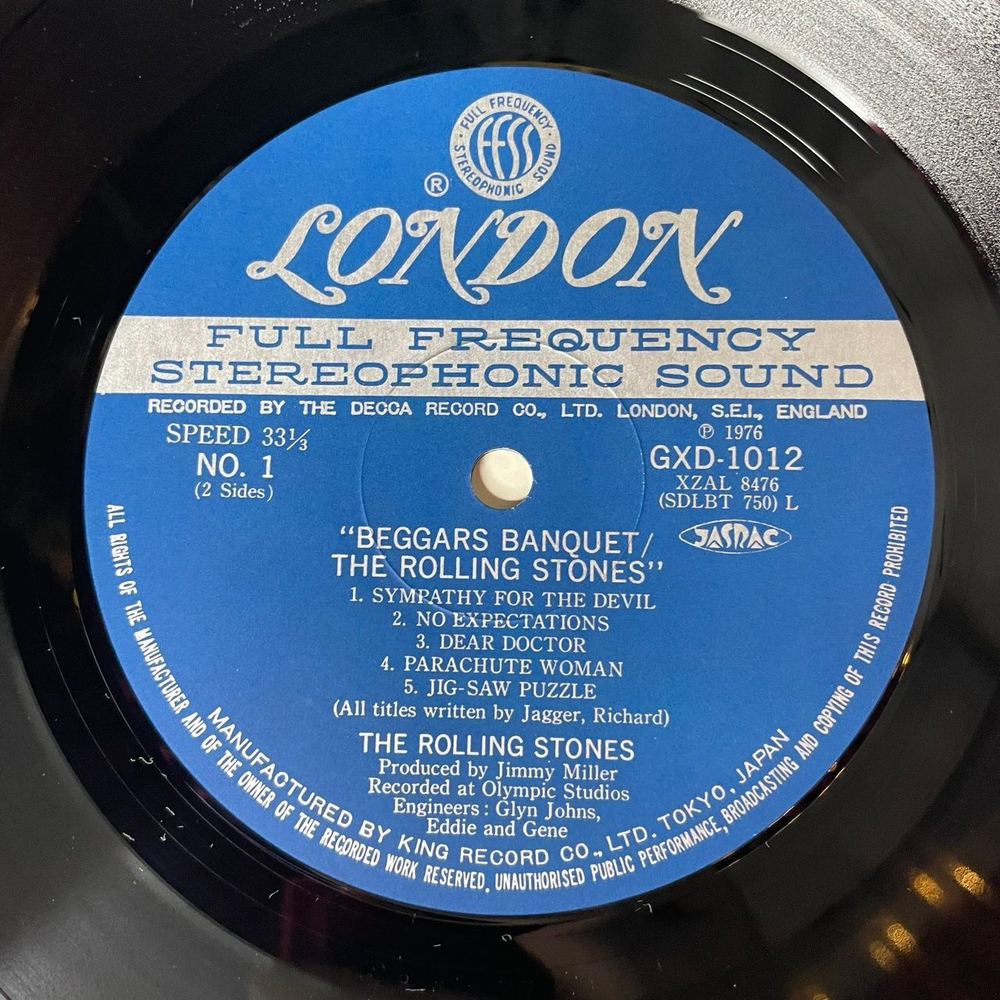 FULL FREQUENCY
FFSS
STEREOPHONIC SOUND
®
LONDON
FULL FREQUENCY
STEREOPHONIC SOUND
RECORDED BY THE DECCA RECORD CO., LTD. LONDON, S.E.I., ENGLAND
SPEED 33⅓
NO. 1
(2 Sides)
℗ 1976
GXD-1012
XZAL 8476
(SDLBT 750) L
JASRAC
"BEGGARS BANQUET/
THE ROLLING STONES"
1. SYMPATHY FOR THE DEVIL
2. NO EXPECTATIONS
3. DEAR DOCTOR
4. PARACHUTE WOMAN
5. JIG-SAW PUZZLE
(All titles written by Jagger, Richard)
THE ROLLING STONES
Produced by Jimmy Miller
Recorded at Olympic Studios
Engineers : Glyn Johns,
Eddie and Gene
MANUFACTURED BY KING RECORD CO., LTD. TOKYO, JAPAN
ALL RIGHTS OF THE MANUFACTURER AND OF THE OWNER OF THE RECORDED WORK RESERVED. UNAUTHORISED PUBLIC PERFORMANCE, BROADCASTING AND COPYING OF THIS RECORD PROHIBITED